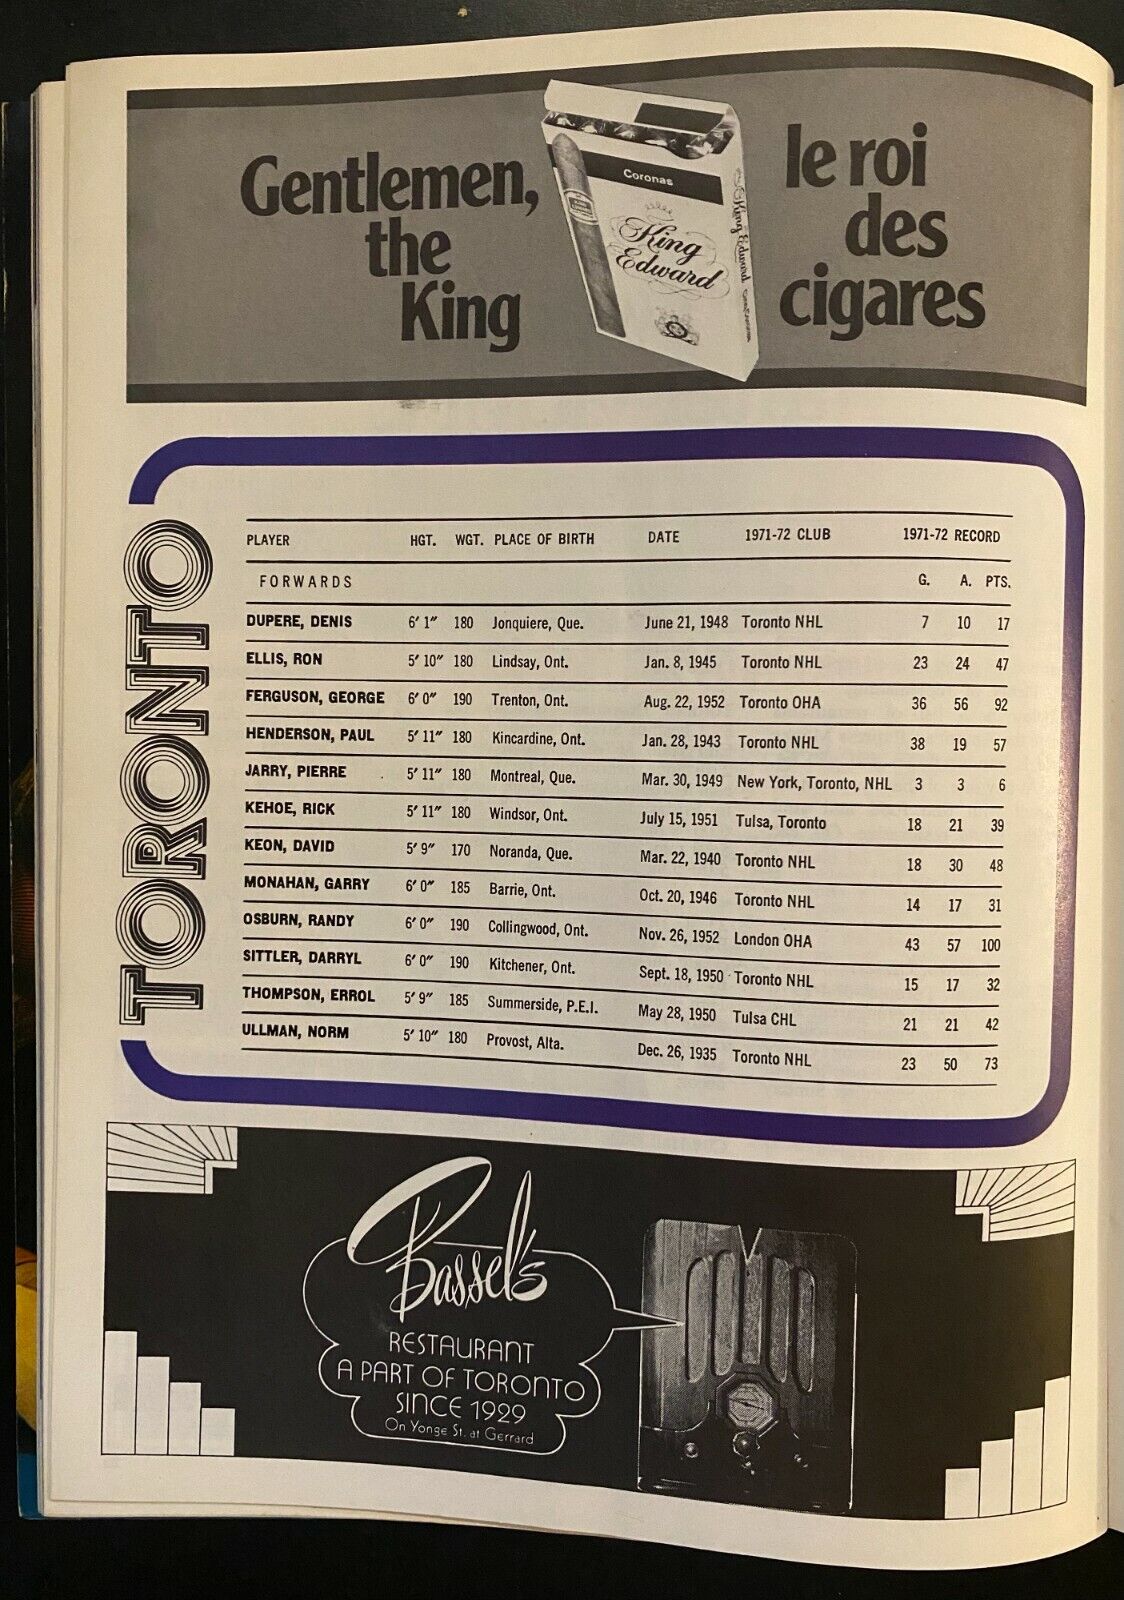 Gentlemen,
the
King
Coronas
King
Edward
King Edward
le roi
des
cigares
TORONTO
PLAYER HGT. WGT. PLACE OF BIRTH DATE 1971-72 CLUB 1971-72 RECORD
FORWARDS G. A. PTS.
DUPERE, DENIS 6' 1" 180 Jonquiere, Que. June 21, 1948 Toronto NHL 7 10 17
ELLIS, RON 5' 10" 180 Lindsay, Ont. Jan. 8, 1945 Toronto NHL 23 24 47
FERGUSON, GEORGE 6' 0" 190 Trenton, Ont. Aug. 22, 1952 Toronto OHA 36 56 92
HENDERSON, PAUL 5' 11" 180 Kincardine, Ont. Jan. 28, 1943 Toronto NHL 38 19 57
JARRY, PIERRE 5' 11" 180 Montreal, Que. Mar. 30, 1949 New York, Toronto, NHL 3 3 6
KEHOE, RICK 5' 11" 180 Windsor, Ont. July 15, 1951 Tulsa, Toronto 18 21 39
KEON, DAVID 5' 9" 170 Noranda, Que. Mar. 22, 1940 Toronto NHL 18 30 48
MONAHAN, GARRY 6' 0" 185 Barrie, Ont. Oct. 20, 1946 Toronto NHL 14 17 31
OSBURN, RANDY 6' 0" 190 Collingwood, Ont. Nov. 26, 1952 London OHA 43 57 100
SITTLER, DARRYL 6' 0" 190 Kitchener, Ont. Sept. 18, 1950 Toronto NHL 15 17 32
THOMPSON, ERROL 5' 9" 185 Summerside, P.E.I. May 28, 1950 Tulsa CHL 21 21 42
ULLMAN, NORM 5' 10" 180 Provost, Alta. Dec. 26, 1935 Toronto NHL 23 50 73
Bassel's
RESTAURANT
A PART OF TORONTO
SINCE 1929
On Yonge St. at Gerrard